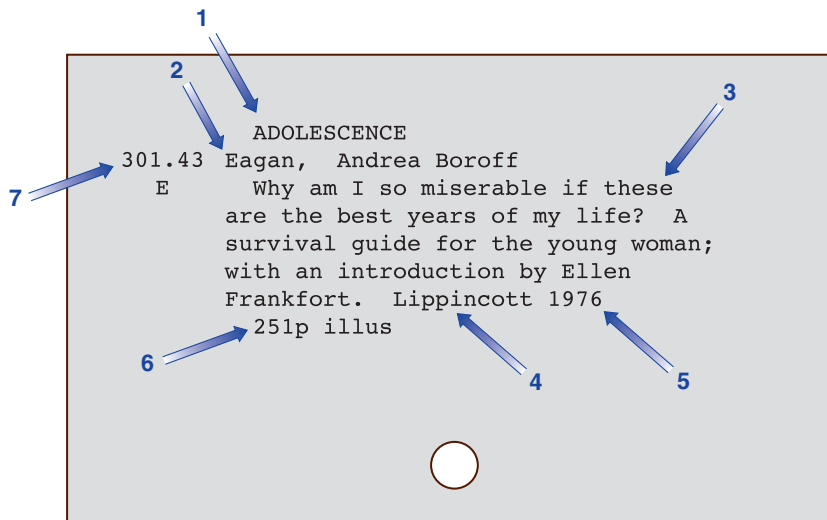 1
2
3
ADOLESCENCE
301.43 Eagan, Andrea Boroff
7
E Why am I so miserable if these
are the best years of my life? A
survival guide for the young woman;
with an introduction by Ellen
Frankfort. Lippincott 1976
251p illus
6
4
5